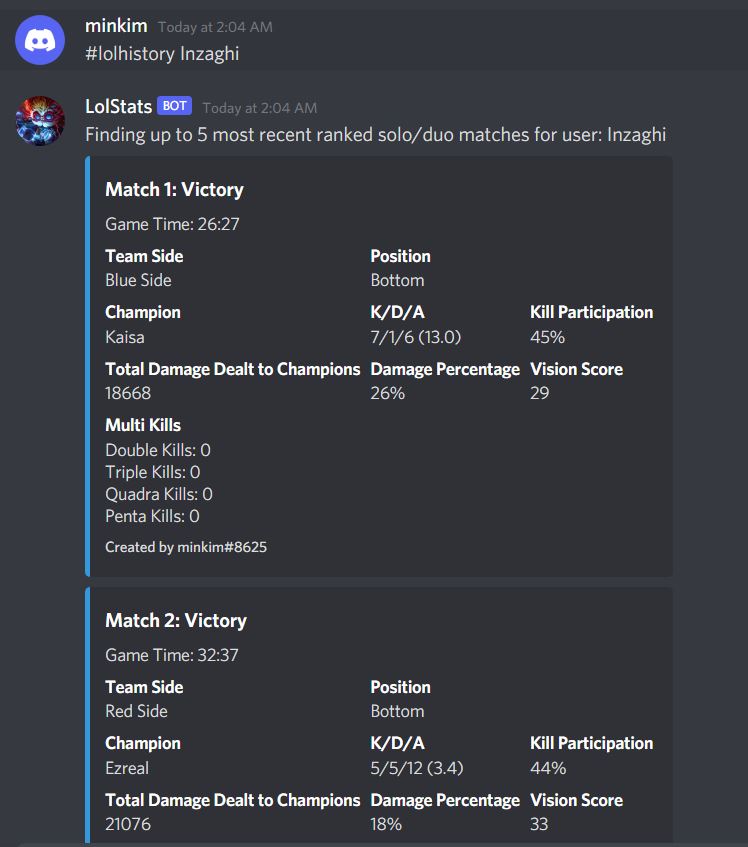 minkim Today at 2:04 AM
#lolhistory Inzaghi
LolStats BOT Today at 2:04 AM
Finding up to 5 most recent ranked solo/duo matches for user: Inzaghi
Match 1: Victory
Game Time: 26:27
Team Side Position
Blue Side Bottom
Champion K/D/A Kill Participation
Kaisa 7/1/6 (13.0) 45%
Total Damage Dealt to Champions Damage Percentage Vision Score
18668 26% 29
Multi Kills
Double Kills: 0
Triple Kills: 0
Quadra Kills: 0
Penta Kills: 0
Created by minkim#8625
Match 2: Victory
Game Time: 32:37
Team Side Position
Red Side Bottom
Champion K/D/A Kill Participation
Ezreal 5/5/12 (3.4) 44%
Total Damage Dealt to Champions Damage Percentage Vision Score
21076 18% 33